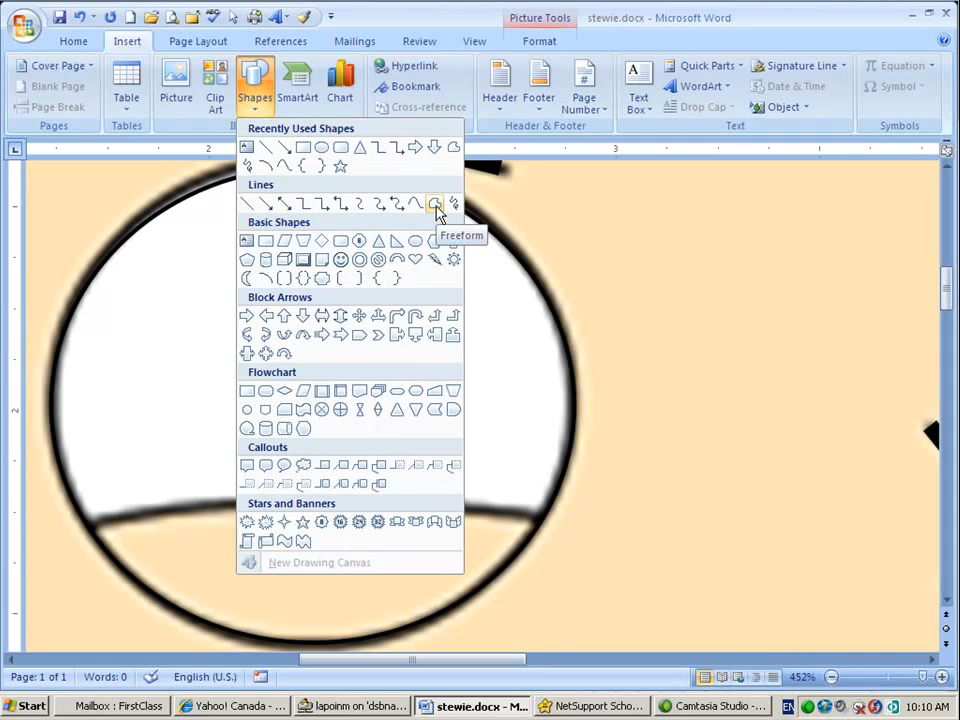 Picture Tools
stewie.docx - Microsoft Word
Home
Insert
Page Layout
References
Mailings
Review
View
Format
Cover Page
Blank Page
Page Break
Pages
Table
Tables
Picture
Clip
Art
Shapes
SmartArt
Chart
Hyperlink
Bookmark
Cross-reference
Header
Footer
Page
Number
Header & Footer
Text
Box
Quick Parts
WordArt
Drop Cap
Signature Line
Date & Time
Object
Text
Equation
Symbol
Symbols
2
Recently Used Shapes
Lines
Freeform
Basic Shapes
Block Arrows
Flowchart
Callouts
Stars and Banners
New Drawing Canvas
Page: 1 of 1
Words: 0
English (U.S.)
452%
Start
Mailbox : FirstClass
Yahoo! Canada - ...
lapoinm on 'dsbna...
stewie.docx - M...
NetSupport Scho...
Camtasia Studio - ...
EN
10:10 AM